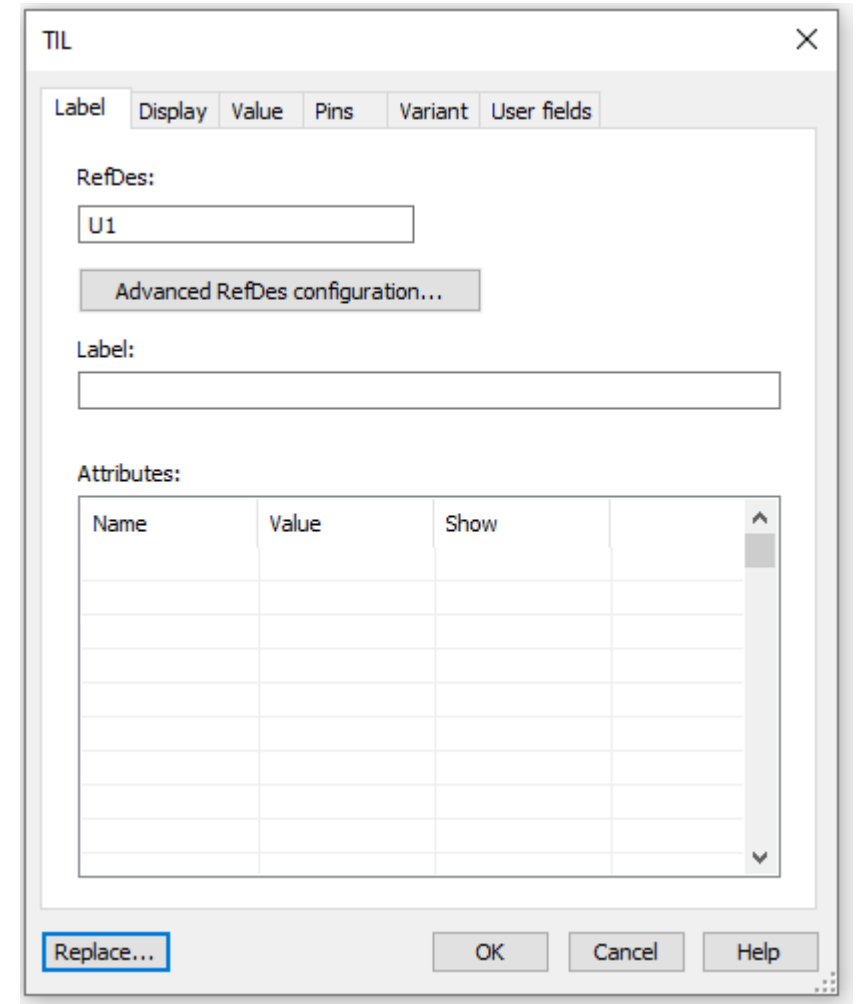 TIL
Label Display Value Pins Variant User fields
RefDes:
U1
Advanced RefDes configuration...
Label:
Attributes:
Name Value Show
Replace... OK Cancel Help